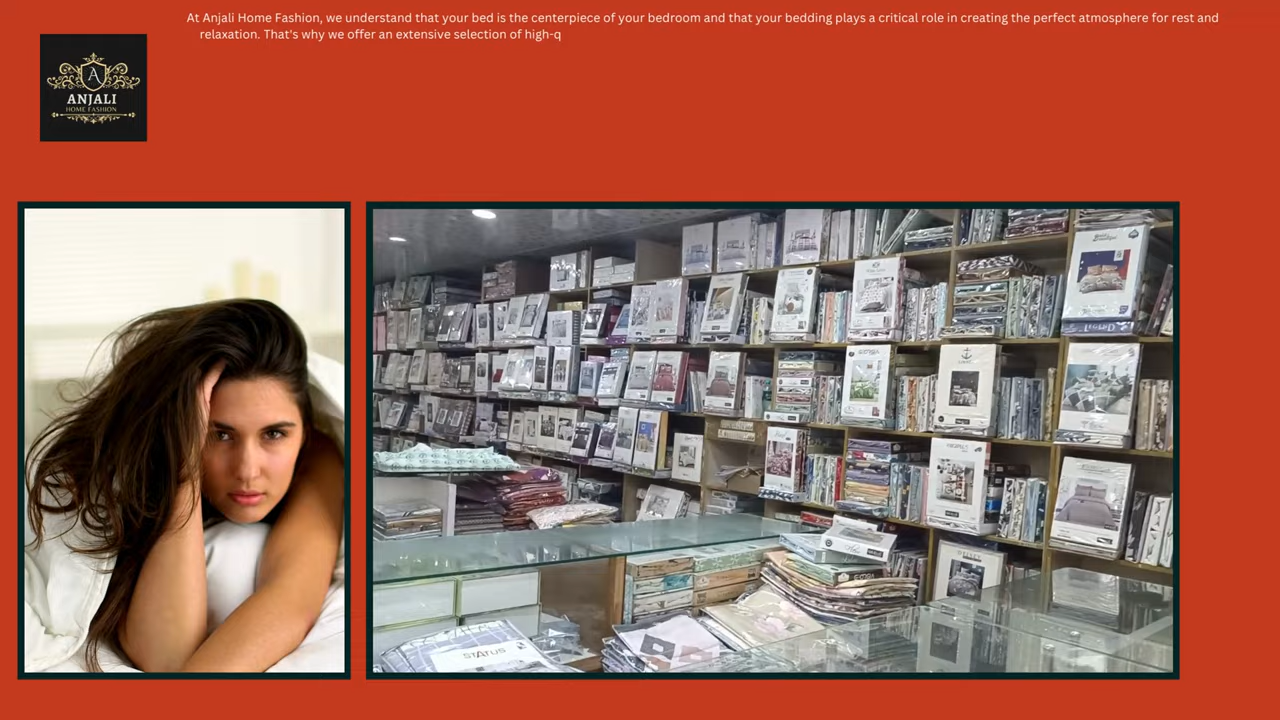 At Anjali Home Fashion, we understand that your bed is the centerpiece of your bedroom and that your bedding plays a critical role in creating the perfect atmosphere for rest and
relaxation. That's why we offer an extensive selection of high-q
A
ANJALI
HOME FASHION
LEGEND
STATUS